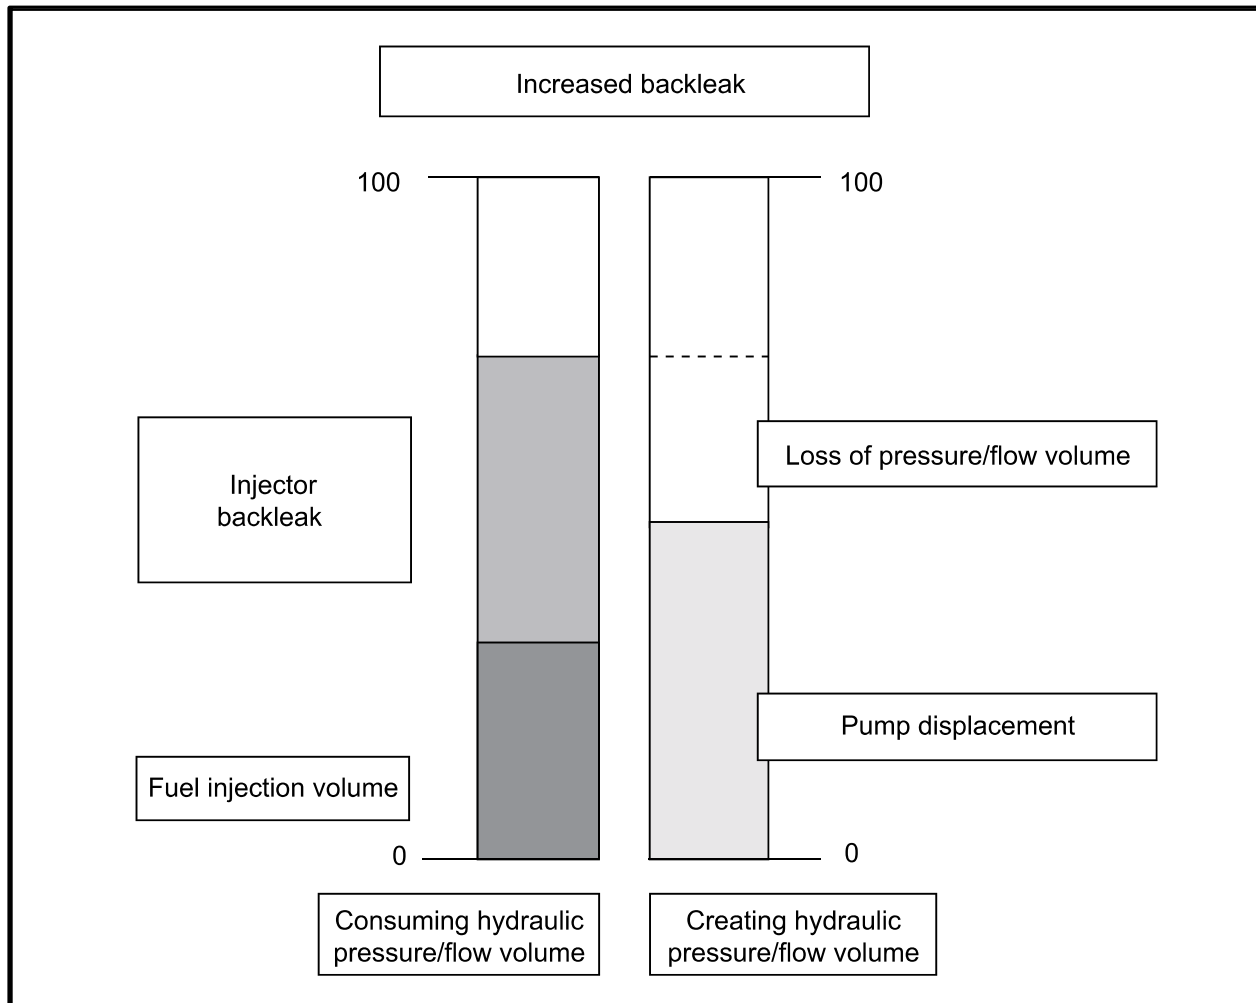 Increased backleak
100
100
Loss of pressure/flow volume
Injector
backleak
Pump displacement
Fuel injection volume
0
0
Consuming hydraulic
pressure/flow volume
Creating hydraulic
pressure/flow volume